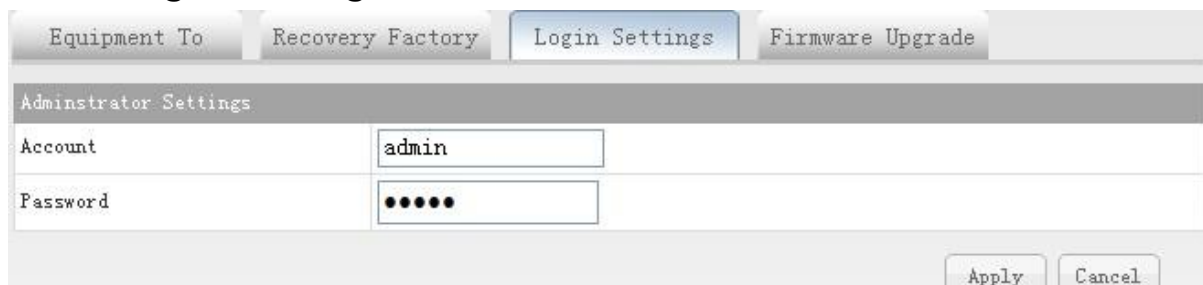 Equipment To Recovery Factory Login Settings Firmware Upgrade
Adminstrator Settings
Account admin
Password •••••
Apply Cancel